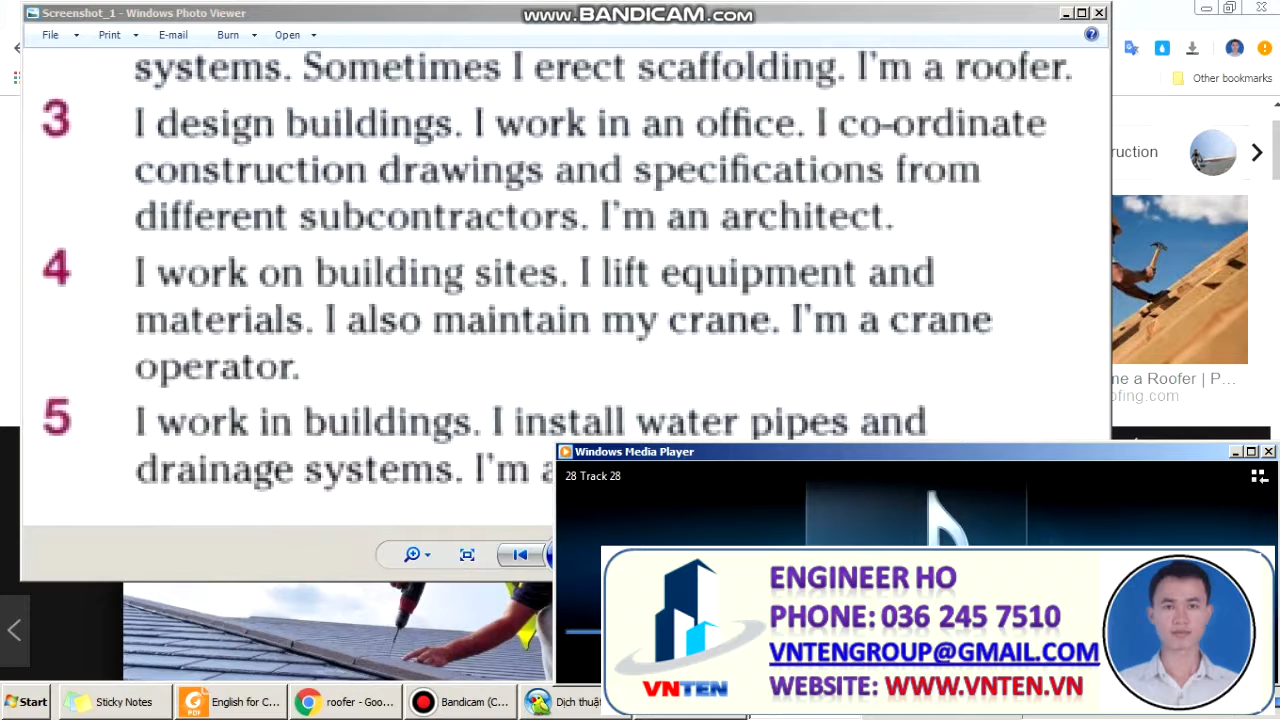 Screenshot_1 - Windows Photo Viewer
www.BANDICAM.com
File Print E-mail Burn Open
Other bookmarks
systems. Sometimes I erect scaffolding. I'm a roofer.
3 I design buildings. I work in an office. I co-ordinate
construction drawings and specifications from
different subcontractors. I'm an architect.
4 I work on building sites. I lift equipment and
materials. I also maintain my crane. I'm a crane
operator.
5 I work in buildings. I install water pipes and
drainage systems. I'm a
ruction
me a Roofer | P...
ofing.com
Windows Media Player
28 Track 28
VNTEN
ENGINEER HO
PHONE: 036 245 7510
VNTENGROUP@GMAIL.COM
WEBSITE: WWW.VNTEN.VN
Start Sticky Notes English for C... roofer - Goo... Bandicam (C... Dịch thuật